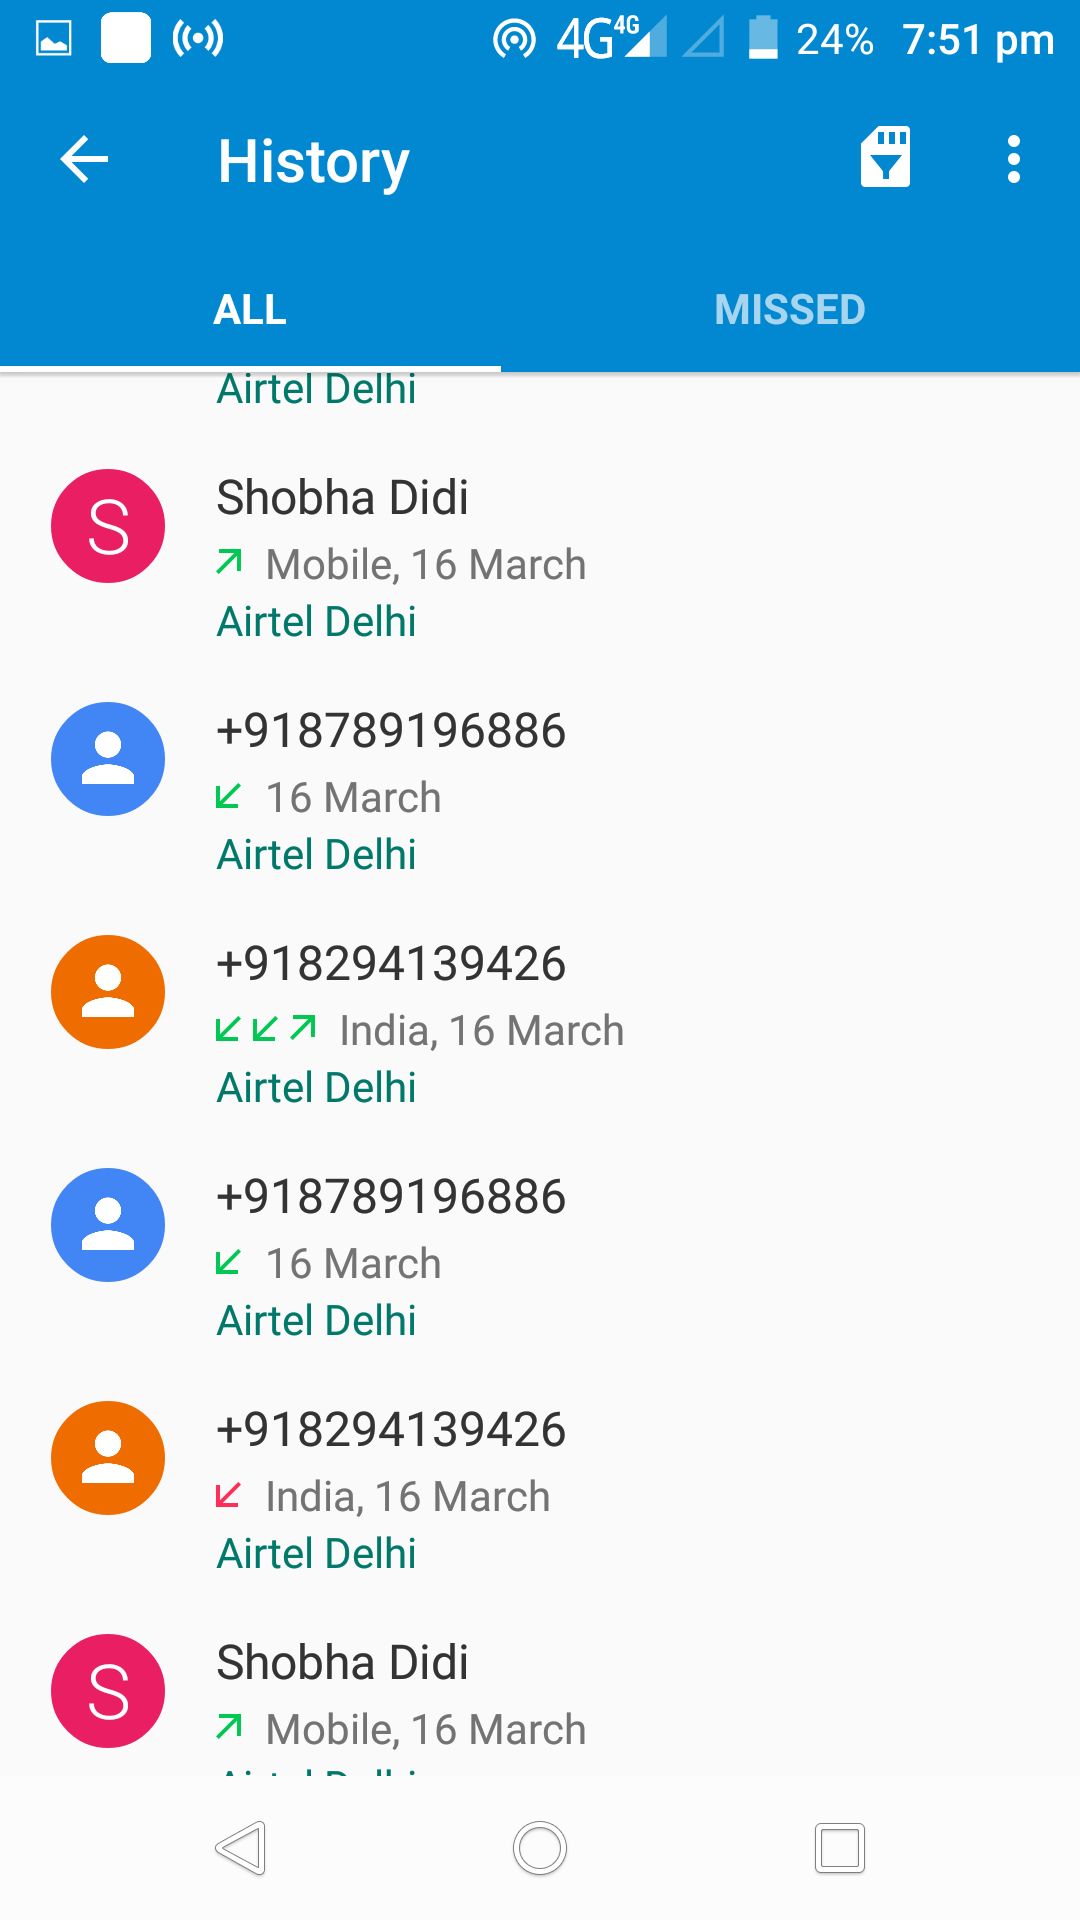 4G 4G 24% 7:51 pm
History
ALL MISSED
Airtel Delhi
S
Shobha Didi
Mobile, 16 March
Airtel Delhi
+918789196886
16 March
Airtel Delhi
+918294139426
India, 16 March
Airtel Delhi
+918789196886
16 March
Airtel Delhi
+918294139426
India, 16 March
Airtel Delhi
S
Shobha Didi
Mobile, 16 March